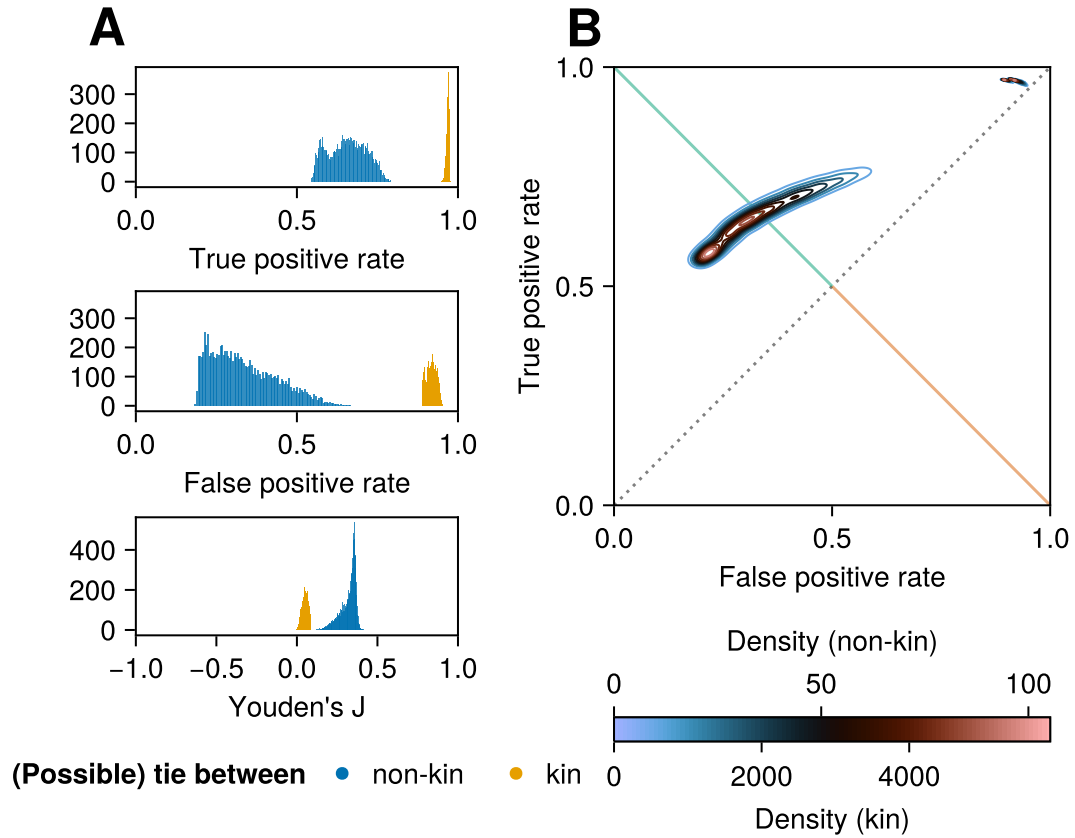 A
300
200
100
0
0.0 0.5 1.0
True positive rate
300
200
100
0
0.0 0.5 1.0
False positive rate
400
200
0
−1.0 −0.5 0.0 0.5 1.0
Youden's J
(Possible) tie between non-kin kin
B
1.0
0.5
0.0
True positive rate
0.0 0.5 1.0
False positive rate
Density (non-kin)
0 50 100
0 2000 4000
Density (kin)